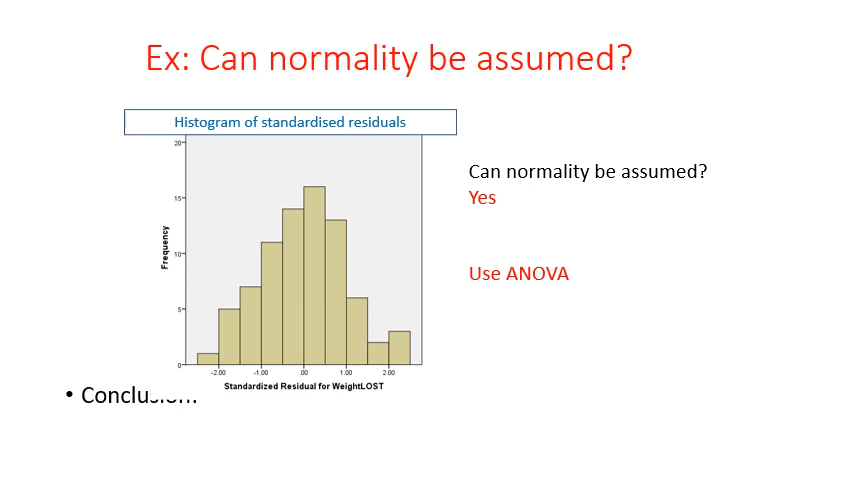 Ex: Can normality be assumed?
Histogram of standardised residuals
Can normality be assumed?
Yes
Use ANOVA
20
15
10
5
0
Frequency
-2.00 -1.00 .00 1.00 2.00
Standardized Residual for WeightLOST
• Conclusion: